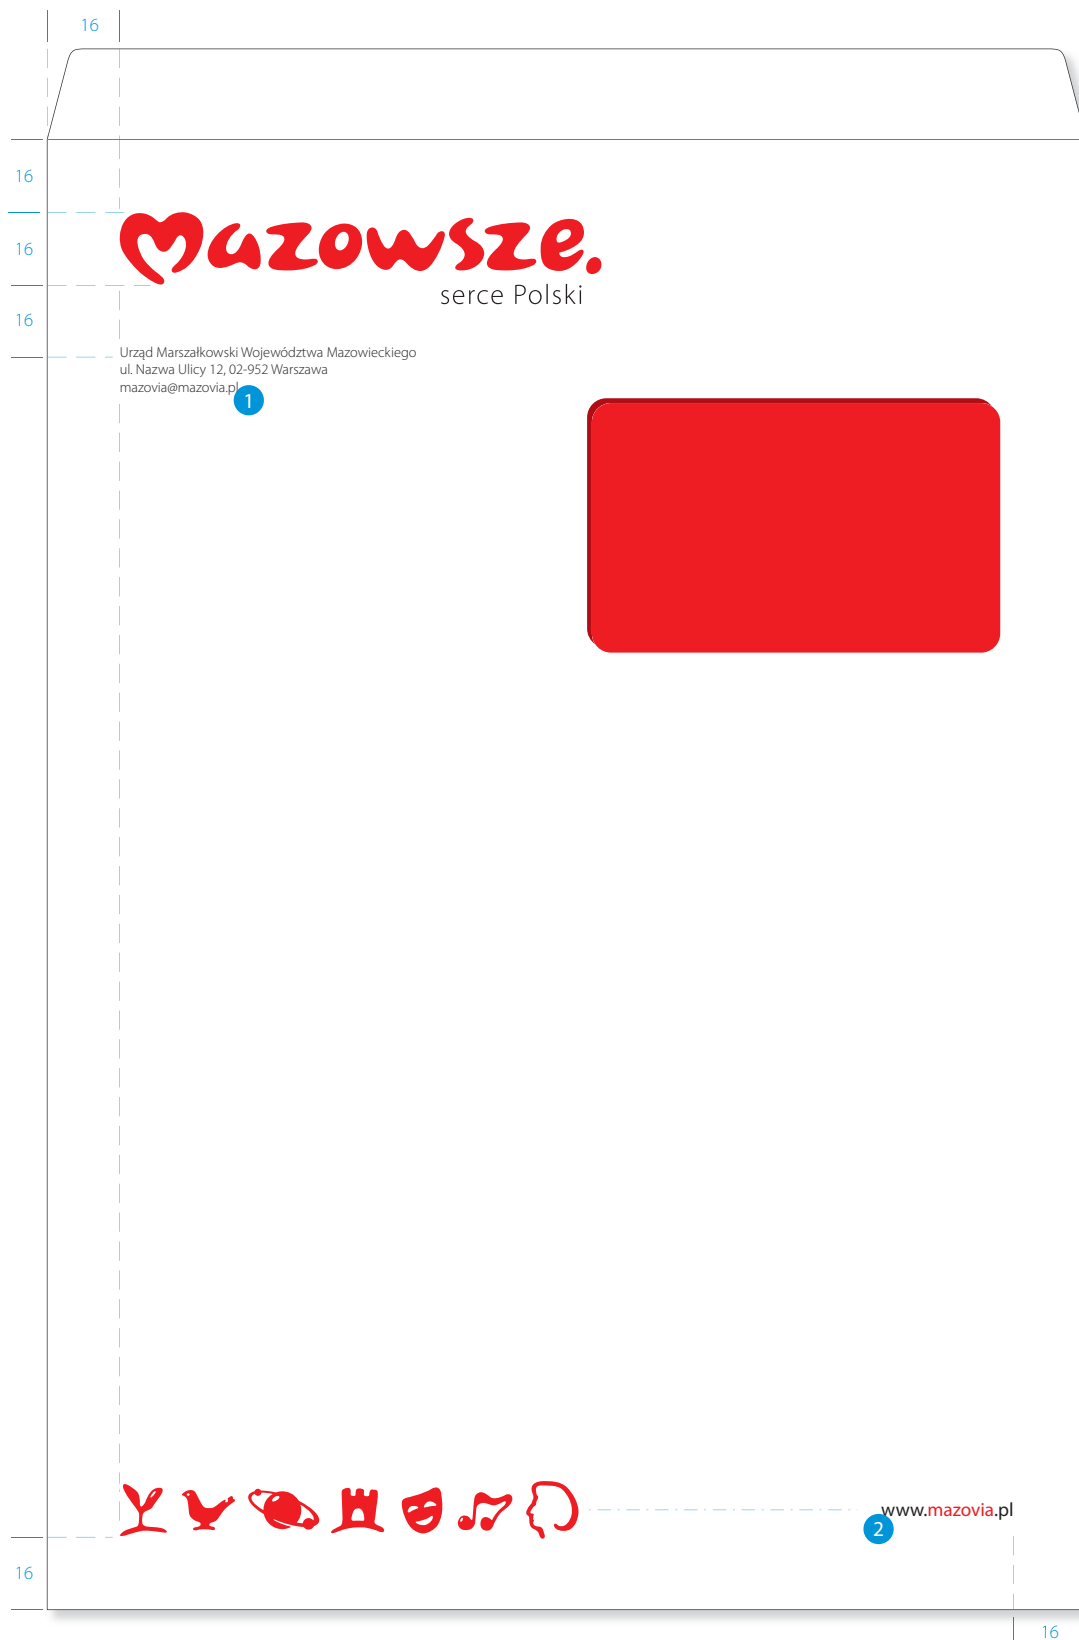 16
16
16
16
Mazowsze.
serce Polski
Urząd Marszałkowski Województwa Mazowieckiego
ul. Nazwa Ulicy 12, 02-952 Warszawa
mazovia@mazovia.pl
1
www.mazovia.pl
2
16
16